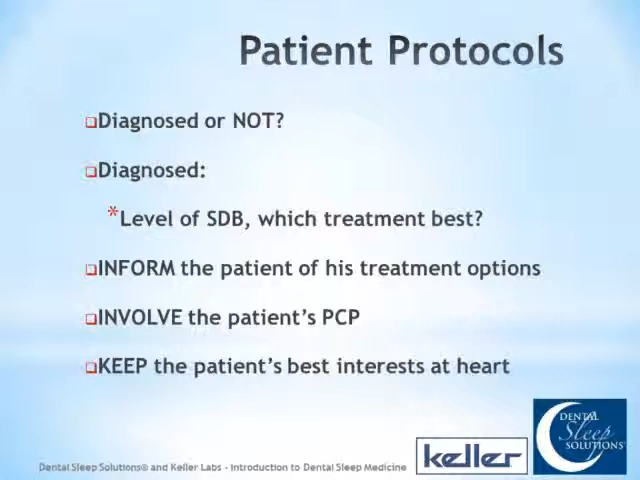 Patient Protocols
❑Diagnosed or NOT?
❑Diagnosed:
*Level of SDB, which treatment best?
❑INFORM the patient of his treatment options
❑INVOLVE the patient's PCP
❑KEEP the patient's best interests at heart
Dental Sleep Solutions® and Keller Labs - Introduction to Dental Sleep Medicine
keller
DENTAL
Sleep
SOLUTIONS®